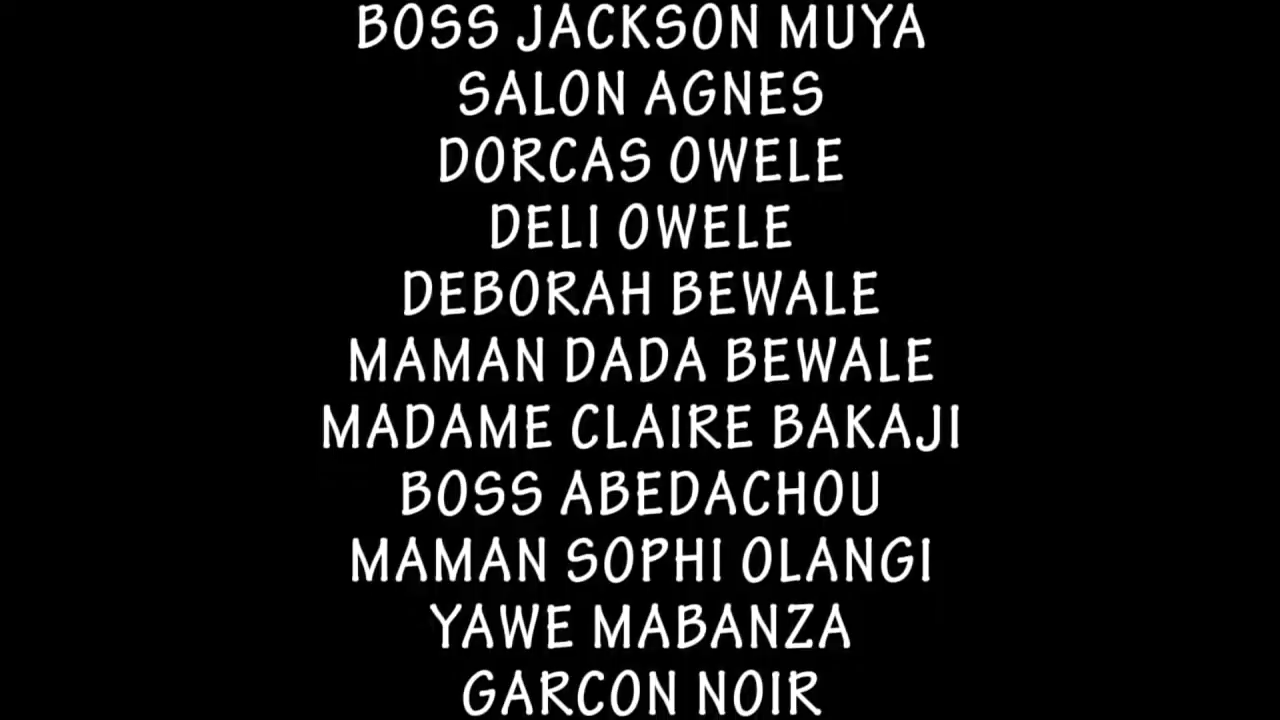 BOSS JACKSON MUYA
SALON AGNES
DORCAS OWELE
DELI OWELE
DEBORAH BEWALE
MAMAN DADA BEWALE
MADAME CLAIRE BAKAJI
BOSS ABEDACHOU
MAMAN SOPHI OLANGI
YAWE MABANZA
GARCON NOIR